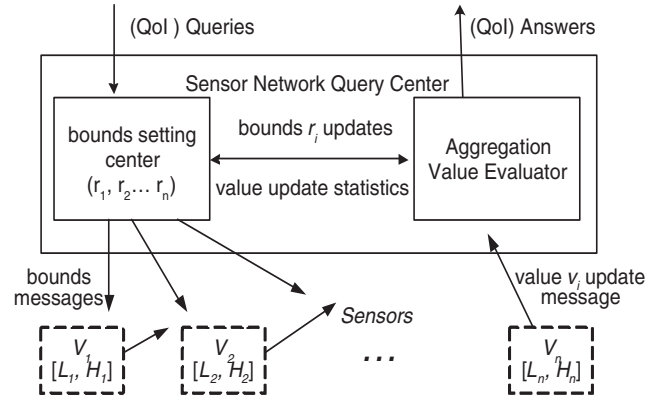 (QoI ) Queries
(QoI) Answers
Sensor Network Query Center
bounds setting
center
(r1, r2... rn)
bounds ri updates
value update statistics
Aggregation
Value Evaluator
bounds
messages
value vi update
message
Sensors
V1
[L1, H1]
V2
[L2, H2]
...
Vn
[Ln, Hn]